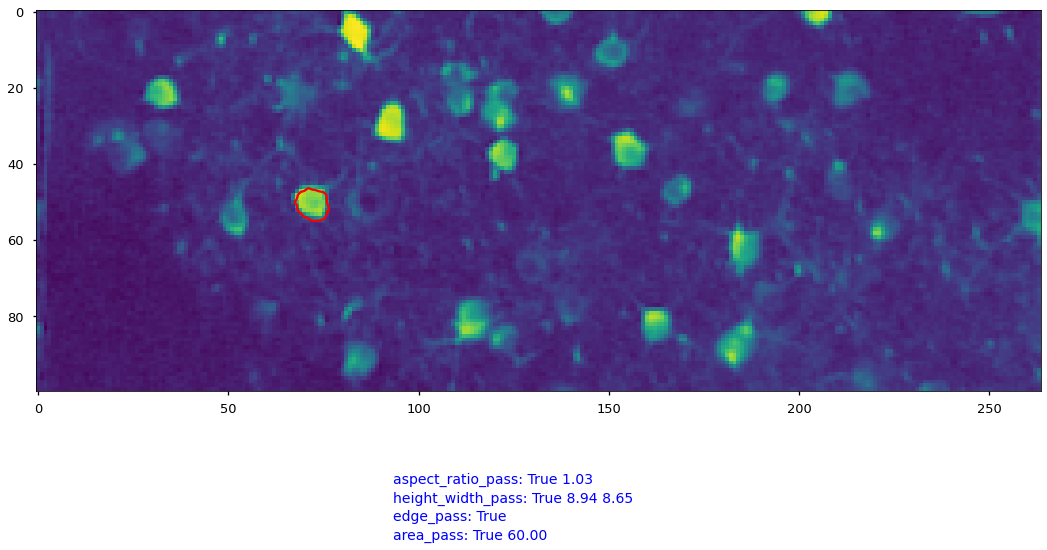 0
20
40
60
80
0 50 100 150 200 250
aspect_ratio_pass: True 1.03
height_width_pass: True 8.94 8.65
edge_pass: True
area_pass: True 60.00